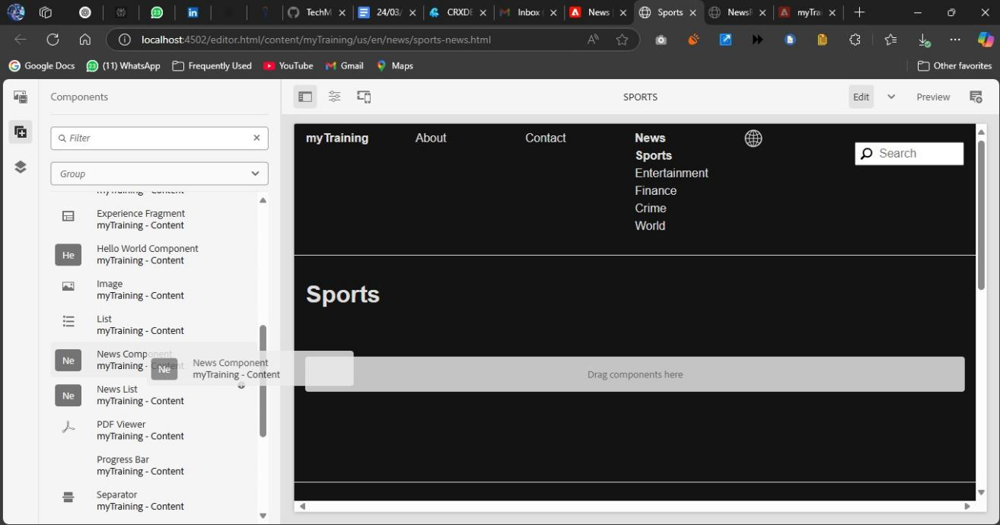 TechM
24/03/
CRXDE
Inbox
News
Sports
News
myTrai
localhost:4502/editor.html/content/myTraining/us/en/news/sports-news.html
Google Docs
(11) WhatsApp
Frequently Used
YouTube
Gmail
Maps
Other favorites
Components
SPORTS
Edit
Preview
Filter
Group
myTraining - Content
Experience Fragment
myTraining - Content
He
Hello World Component
myTraining - Content
Image
myTraining - Content
List
myTraining - Content
Ne
News Component
myTraining - Content
Ne
News Component
myTraining - Content
Ne
News List
myTraining - Content
PDF Viewer
myTraining - Content
Progress Bar
myTraining - Content
Separator
myTraining - Content
myTraining
About
Contact
News
Sports
Entertainment
Finance
Crime
World
Search
Sports
Drag components here